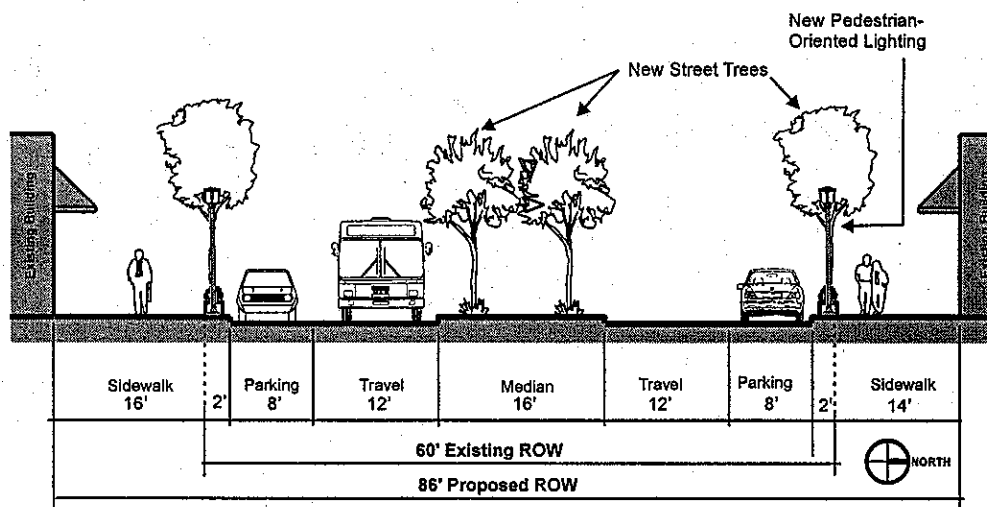 New Pedestrian-
Oriented Lighting
New Street Trees
Existing Building
Existing Building
Sidewalk
16'
2'
Parking
8'
Travel
12'
Median
16'
Travel
12'
Parking
8'
2'
Sidewalk
14'
60' Existing ROW
NORTH
86' Proposed ROW